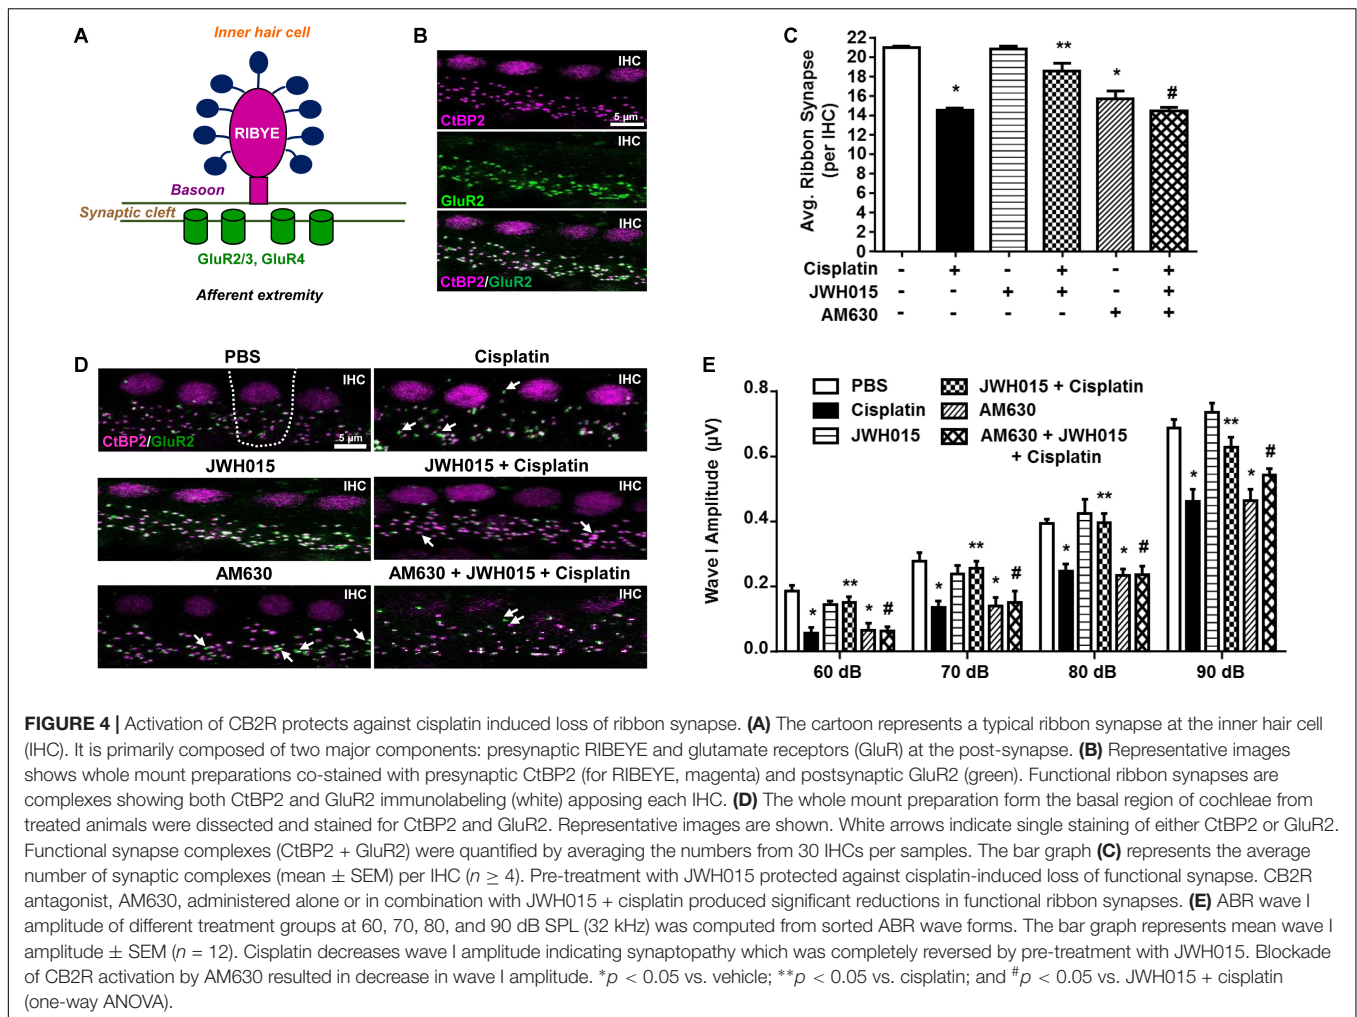 A
Inner hair cell
RIBYE
Basoon
Synaptic cleft
GluR2/3, GluR4
Afferent extremity
B
IHC
CtBP2
5 µm
IHC
GluR2
IHC
CtBP2/GluR2
C
Avg. Ribbon Synapse
(per IHC)
22
20
18
16
14
12
10
8
6
4
2
0
*
**
*
#
Cisplatin - + - + - +
JWH015 - - + + - +
AM630 - - - - + +
D
PBS
IHC
CtBP2/GluR2
5 µm
Cisplatin
IHC
JWH015
IHC
JWH015 + Cisplatin
IHC
AM630
IHC
AM630 + JWH015 + Cisplatin
IHC
E
Wave I Amplitude (µV)
0.8
0.6
0.4
0.2
0.0
PBS
Cisplatin
JWH015
JWH015 + Cisplatin
AM630
AM630 + JWH015
+ Cisplatin
* ** * #
* ** * #
* ** * #
* ** * #
60 dB 70 dB 80 dB 90 dB
FIGURE 4 | Activation of CB2R protects against cisplatin induced loss of ribbon synapse. (A) The cartoon represents a typical ribbon synapse at the inner hair cell
(IHC). It is primarily composed of two major components: presynaptic RIBEYE and glutamate receptors (GluR) at the post-synapse. (B) Representative images
shows whole mount preparations co-stained with presynaptic CtBP2 (for RIBEYE, magenta) and postsynaptic GluR2 (green). Functional ribbon synapses are
complexes showing both CtBP2 and GluR2 immunolabeling (white) apposing each IHC. (D) The whole mount preparation form the basal region of cochleae from
treated animals were dissected and stained for CtBP2 and GluR2. Representative images are shown. White arrows indicate single staining of either CtBP2 or GluR2.
Functional synapse complexes (CtBP2 + GluR2) were quantified by averaging the numbers from 30 IHCs per samples. The bar graph (C) represents the average
number of synaptic complexes (mean ± SEM) per IHC (n ≥ 4). Pre-treatment with JWH015 protected against cisplatin-induced loss of functional synapse. CB2R
antagonist, AM630, administered alone or in combination with JWH015 + cisplatin produced significant reductions in functional ribbon synapses. (E) ABR wave I
amplitude of different treatment groups at 60, 70, 80, and 90 dB SPL (32 kHz) was computed from sorted ABR wave forms. The bar graph represents mean wave I
amplitude ± SEM (n = 12). Cisplatin decreases wave I amplitude indicating synaptopathy which was completely reversed by pre-treatment with JWH015. Blockade
of CB2R activation by AM630 resulted in decrease in wave I amplitude. *p < 0.05 vs. vehicle; **p < 0.05 vs. cisplatin; and #p < 0.05 vs. JWH015 + cisplatin
(one-way ANOVA).